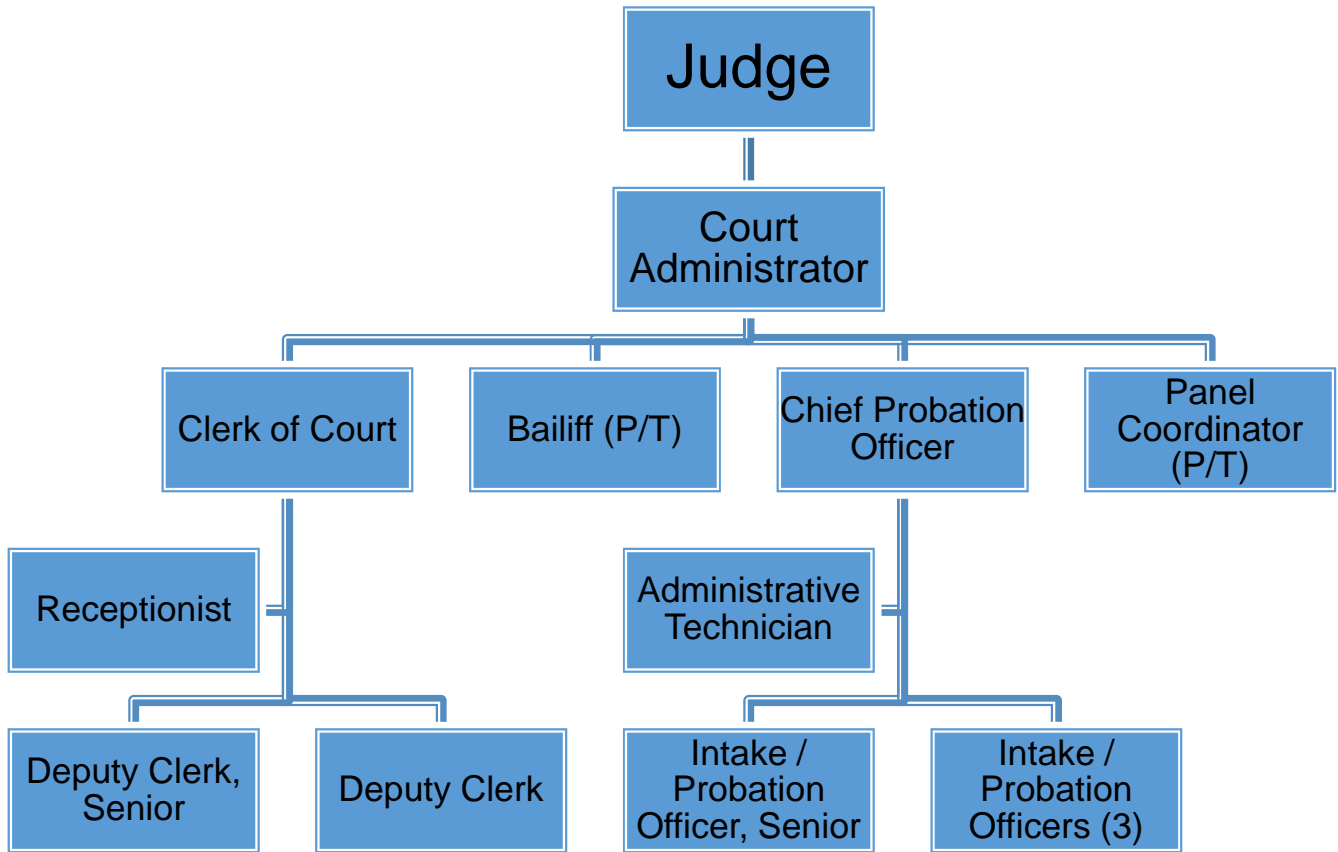 Judge
Court
Administrator
Clerk of Court
Bailiff (P/T)
Chief Probation
Officer
Panel
Coordinator
(P/T)
Receptionist
Administrative
Technician
Deputy Clerk,
Senior
Deputy Clerk
Intake /
Probation
Officer, Senior
Intake /
Probation
Officers (3)